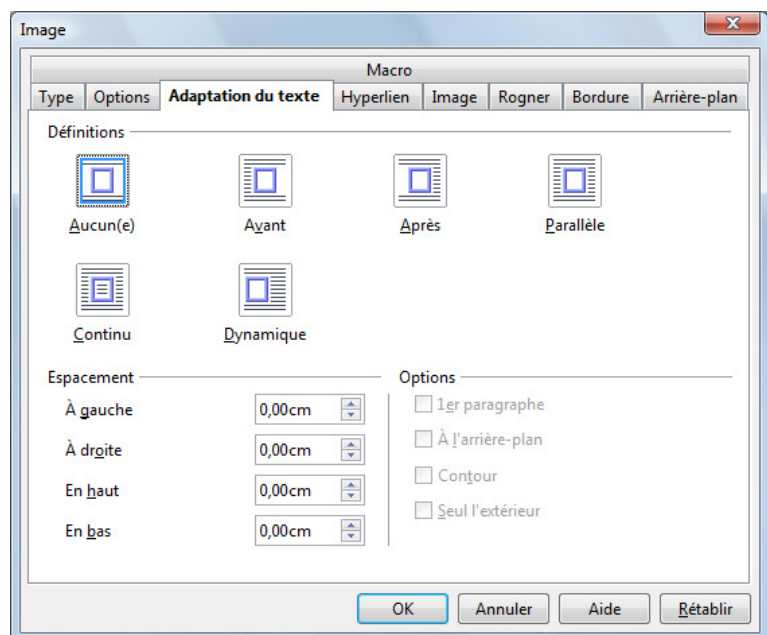 Image
Macro
Type Options Adaptation du texte Hyperlien Image Rogner Bordure Arrière-plan
Définitions
Aucun(e) Avant Après Parallèle
Continu Dynamique
Espacement
À gauche 0,00cm
À droite 0,00cm
En haut 0,00cm
En bas 0,00cm
Options
1er paragraphe
À l'arrière-plan
Contour
Seul l'extérieur
OK Annuler Aide Rétablir